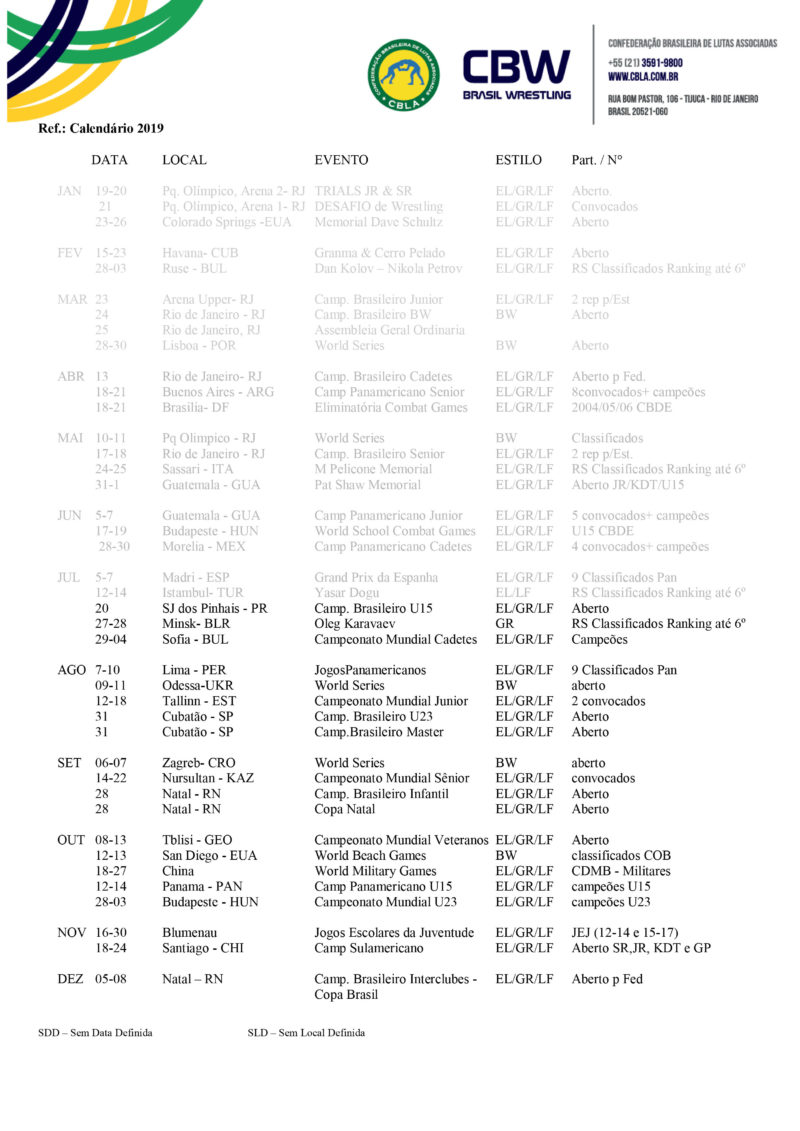 CONFEDERAÇÃO BRASILEIRA DE LUTAS ASSOCIADAS
CBLA
CBW
BRASIL WRESTLING
CONFEDERAÇÃO BRASILEIRA DE LUTAS ASSOCIADAS
+55 (21) 3591-9800
WWW.CBLA.COM.BR
RUA BOM PASTOR, 106 - TIJUCA - RIO DE JANEIRO
BRASIL 20521-060
Ref.: Calendário 2019
DATA LOCAL EVENTO ESTILO Part. / N°
JAN 19-20 Pq. Olímpico, Arena 2- RJ TRIALS JR & SR EL/GR/LF Aberto.
21 Pq. Olímpico, Arena 1- RJ DESAFIO de Wrestling EL/GR/LF Convocados
23-26 Colorado Springs -EUA Memorial Dave Schultz EL/GR/LF Aberto
FEV 15-23 Havana- CUB Granma & Cerro Pelado EL/GR/LF Aberto
28-03 Ruse - BUL Dan Kolov – Nikola Petrov EL/GR/LF RS Classificados Ranking até 6º
MAR 23 Arena Upper- RJ Camp. Brasileiro Junior EL/GR/LF 2 rep p/Est
24 Rio de Janeiro - RJ Camp. Brasileiro BW BW Aberto
25 Rio de Janeiro, RJ Assembleia Geral Ordinaria
28-30 Lisboa - POR World Series BW Aberto
ABR 13 Rio de Janeiro- RJ Camp. Brasileiro Cadetes EL/GR/LF Aberto p Fed.
18-21 Buenos Aires - ARG Camp Panamericano Senior EL/GR/LF 8convocados+ campeões
18-21 Brasilia- DF Eliminatória Combat Games EL/GR/LF 2004/05/06 CBDE
MAI 10-11 Pq Olimpico - RJ World Series BW Classificados
17-18 Rio de Janeiro - RJ Camp. Brasileiro Senior EL/GR/LF 2 rep p/Est.
24-25 Sassari - ITA M Pelicone Memorial EL/GR/LF RS Classificados Ranking até 6º
31-1 Guatemala - GUA Pat Shaw Memorial EL/GR/LF Aberto JR/KDT/U15
JUN 5-7 Guatemala - GUA Camp Panamericano Junior EL/GR/LF 5 convocados+ campeões
17-19 Budapeste - HUN World School Combat Games EL/GR/LF U15 CBDE
28-30 Morelia - MEX Camp Panamericano Cadetes EL/GR/LF 4 convocados+ campeões
JUL 5-7 Madri - ESP Grand Prix da Espanha EL/GR/LF 9 Classificados Pan
12-14 Istambul- TUR Yasar Dogu EL/LF RS Classificados Ranking até 6º
20 SJ dos Pinhais - PR Camp. Brasileiro U15 EL/GR/LF Aberto
27-28 Minsk- BLR Oleg Karavaev GR RS Classificados Ranking até 6º
29-04 Sofia - BUL Campeonato Mundial Cadetes EL/GR/LF Campeões
AGO 7-10 Lima - PER JogosPanamericanos EL/GR/LF 9 Classificados Pan
09-11 Odessa-UKR World Series BW aberto
12-18 Tallinn - EST Campeonato Mundial Junior EL/GR/LF 2 convocados
31 Cubatão - SP Camp. Brasileiro U23 EL/GR/LF Aberto
31 Cubatão - SP Camp.Brasileiro Master EL/GR/LF Aberto
SET 06-07 Zagreb- CRO World Series BW aberto
14-22 Nursultan - KAZ Campeonato Mundial Sênior EL/GR/LF convocados
28 Natal - RN Camp. Brasileiro Infantil EL/GR/LF Aberto
28 Natal - RN Copa Natal EL/GR/LF Aberto
OUT 08-13 Tblisi - GEO Campeonato Mundial Veteranos EL/GR/LF Aberto
12-13 San Diego - EUA World Beach Games BW classificados COB
18-27 China World Military Games EL/GR/LF CDMB - Militares
12-14 Panama - PAN Camp Panamericano U15 EL/GR/LF campeões U15
28-03 Budapeste - HUN Campeonato Mundial U23 EL/GR/LF campeões U23
NOV 16-30 Blumenau Jogos Escolares da Juventude EL/GR/LF JEJ (12-14 e 15-17)
18-24 Santiago - CHI Camp Sulamericano EL/GR/LF Aberto SR,JR, KDT e GP
DEZ 05-08 Natal – RN Camp. Brasileiro Interclubes - EL/GR/LF Aberto p Fed
Copa Brasil
SDD – Sem Data Definida SLD – Sem Local Definida